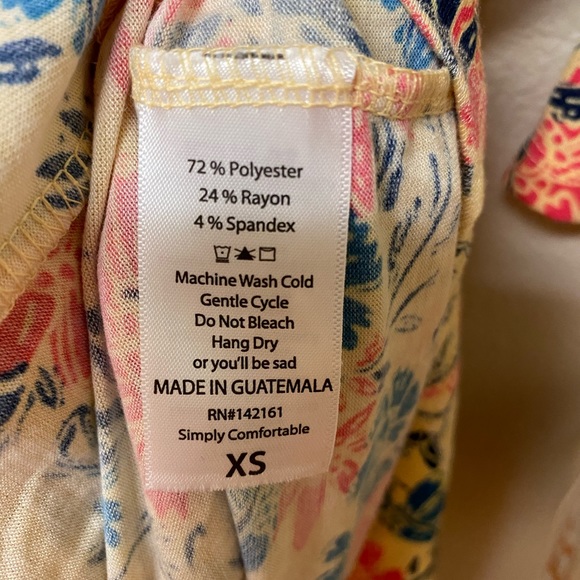 72 % Polyester
24 % Rayon
4 % Spandex
Machine Wash Cold
Gentle Cycle
Do Not Bleach
Hang Dry
or you'll be sad
MADE IN GUATEMALA
RN#142161
Simply Comfortable
XS